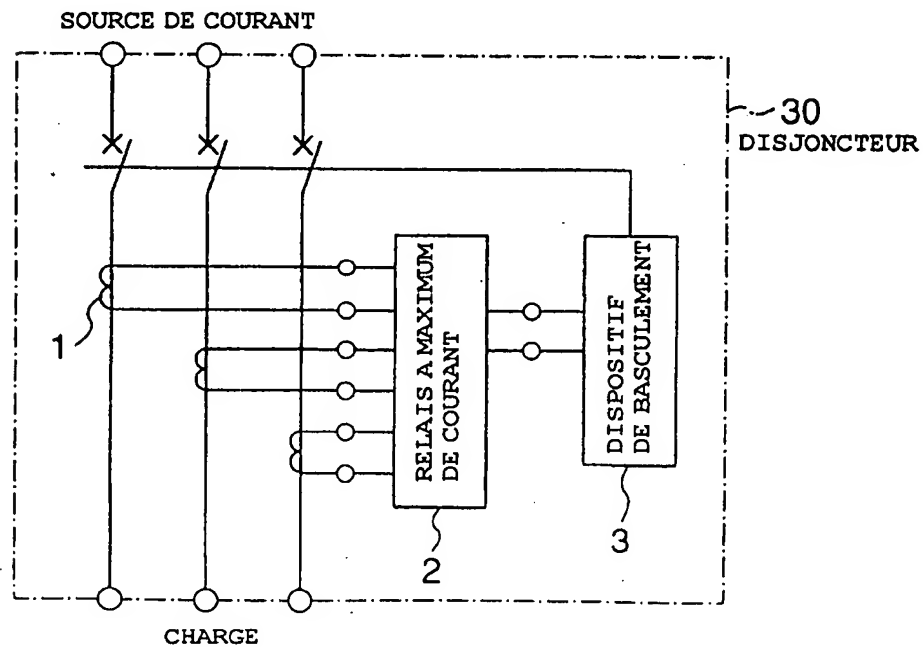 SOURCE DE COURANT
30
DISJONCTEUR
1
RELAIS A MAXIMUM
DE COURANT
2
DISPOSITIF
DE BASCULEMENT
3
CHARGE